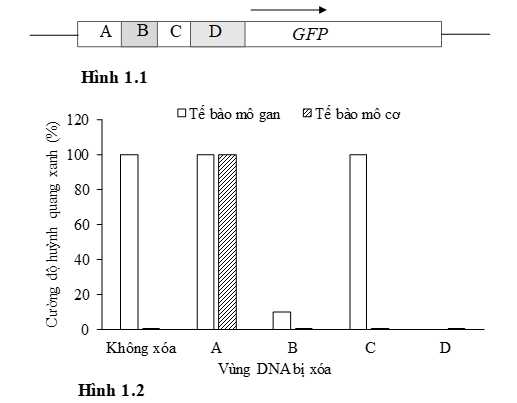 A B C D GFP
Hình 1.1
Tế bào mô gan Tế bào mô cơ
Cường độ huỳnh quang xanh (%)
120
100
80
60
40
20
0
Không xóa A B C D
Vùng DNA bị xóa
Hình 1.2